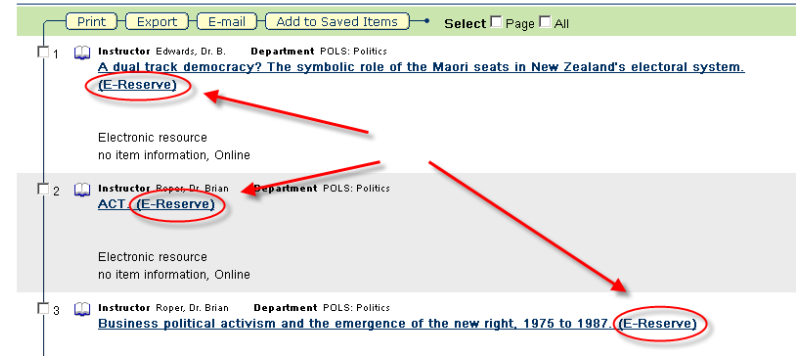 Print Export E-mail Add to Saved Items Select Page All
1 Instructor Edwards, Dr. B. Department POLS: Politics
A dual track democracy? The symbolic role of the Maori seats in New Zealand's electoral system.
(E-Reserve)
Electronic resource
no item information, Online
2 Instructor Roper, Dr. Brian Department POLS: Politics
ACT. (E-Reserve)
Electronic resource
no item information, Online
3 Instructor Roper, Dr. Brian Department POLS: Politics
Business political activism and the emergence of the new right, 1975 to 1987. (E-Reserve)